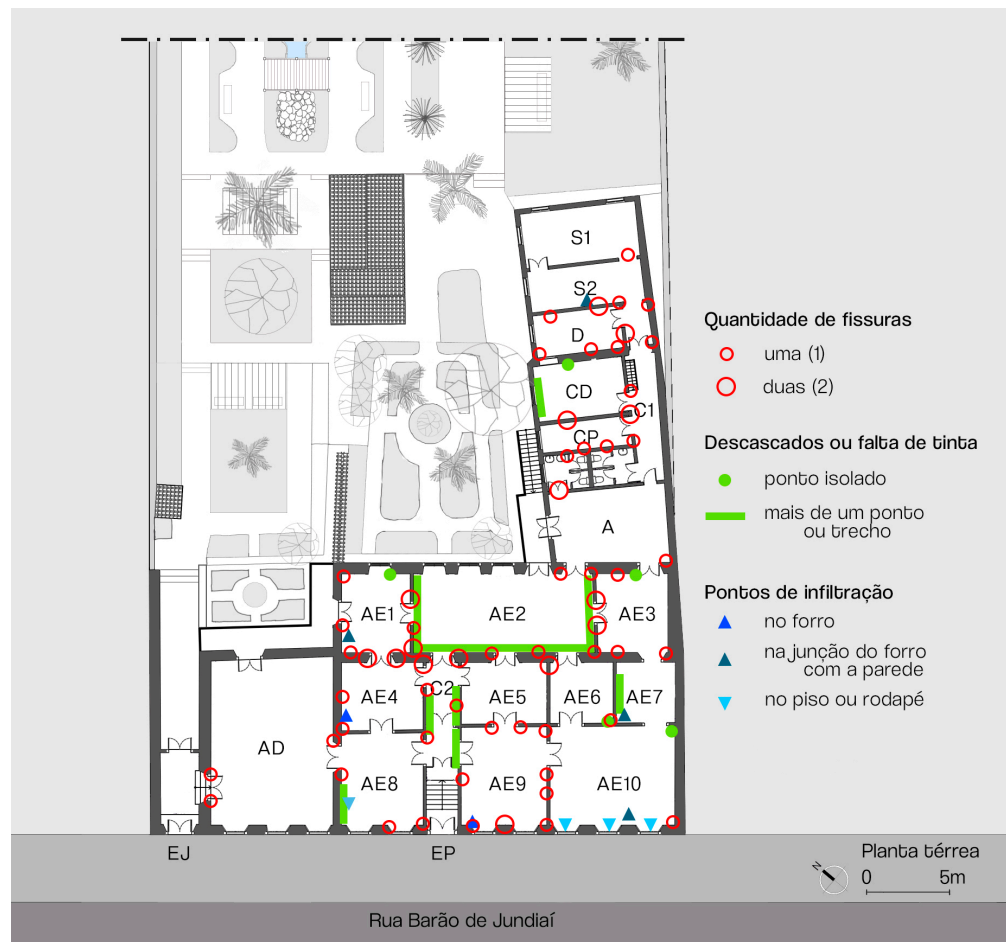 S1
S2
D
CD
C1
CP
A
AE1
AE2
AE3
AE4
C2
AE5
AE6
AE7
AD
AE8
AE9
AE10
EJ
EP
Rua Barão de Jundiaí
Quantidade de fissuras
uma (1)
duas (2)
Descascados ou falta de tinta
ponto isolado
mais de um ponto
ou trecho
Pontos de infiltração
no forro
na junção do forro
com a parede
no piso ou rodapé
Planta térrea
N
0 5m